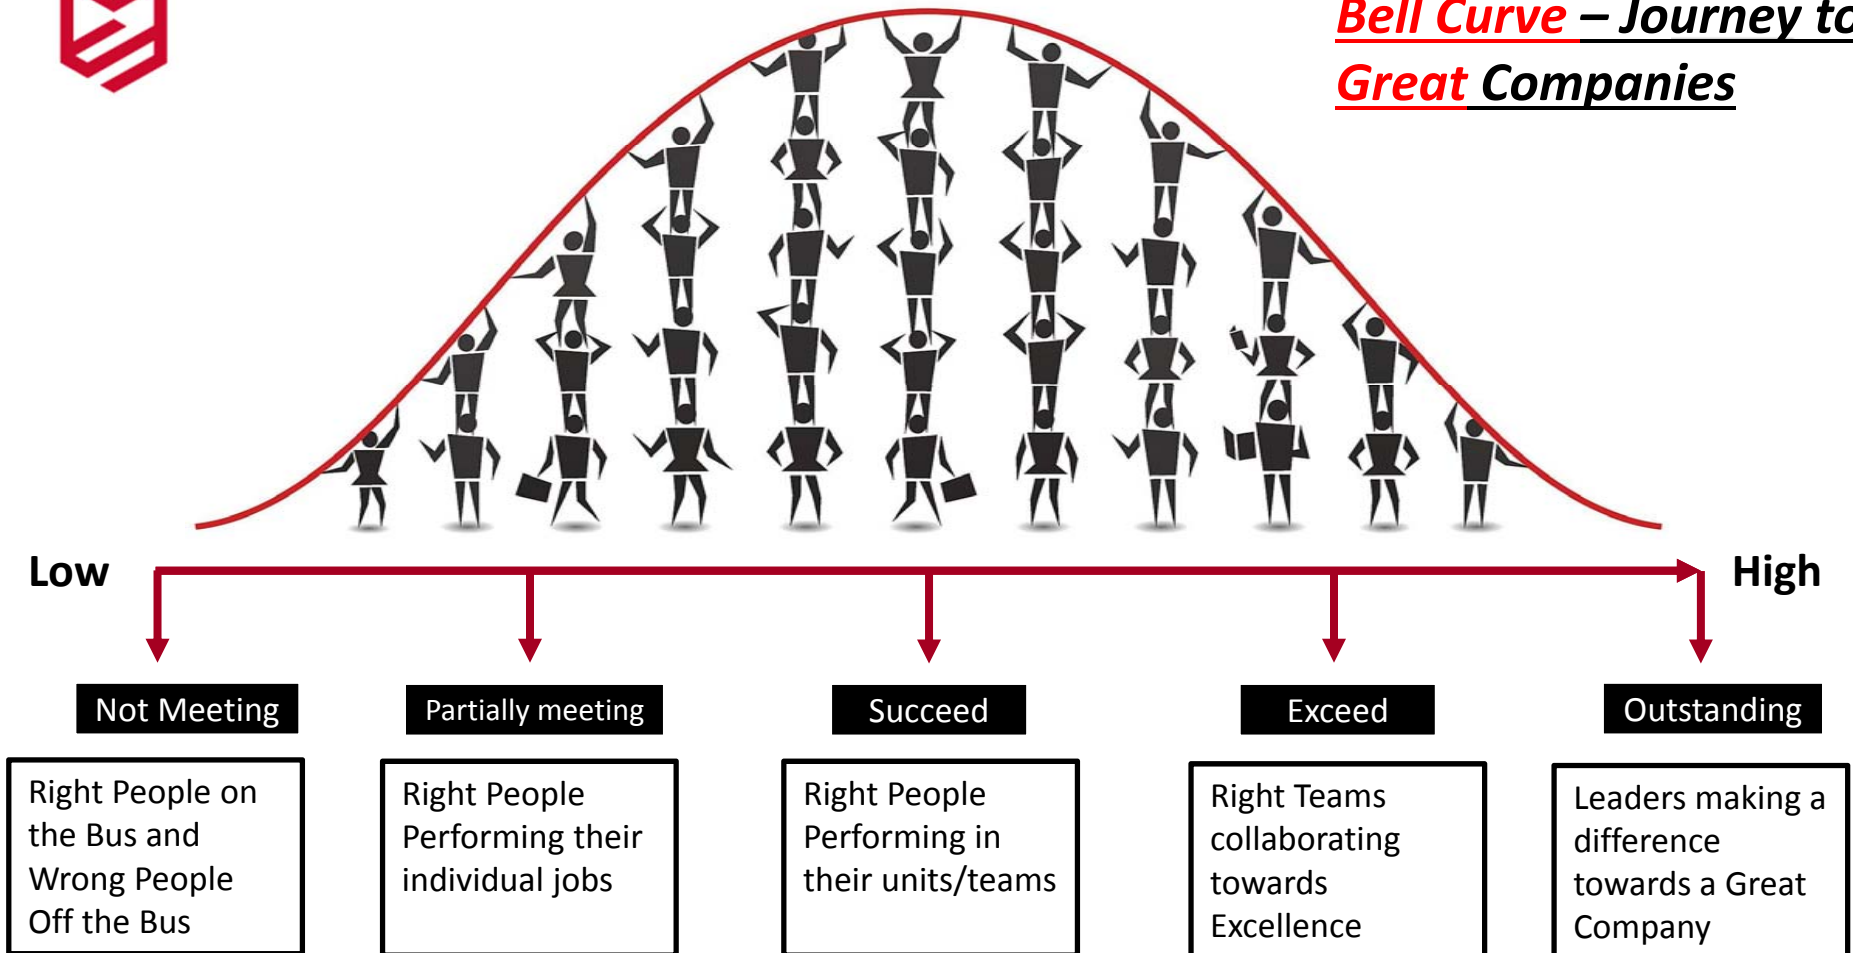 Bell Curve – Journey to
Great Companies
Low
High
Not Meeting
Partially meeting
Succeed
Exceed
Outstanding
Right People on
the Bus and
Wrong People
Off the Bus
Right People
Performing their
individual jobs
Right People
Performing in
their units/teams
Right Teams
collaborating
towards
Excellence
Leaders making a
difference
towards a Great
Company